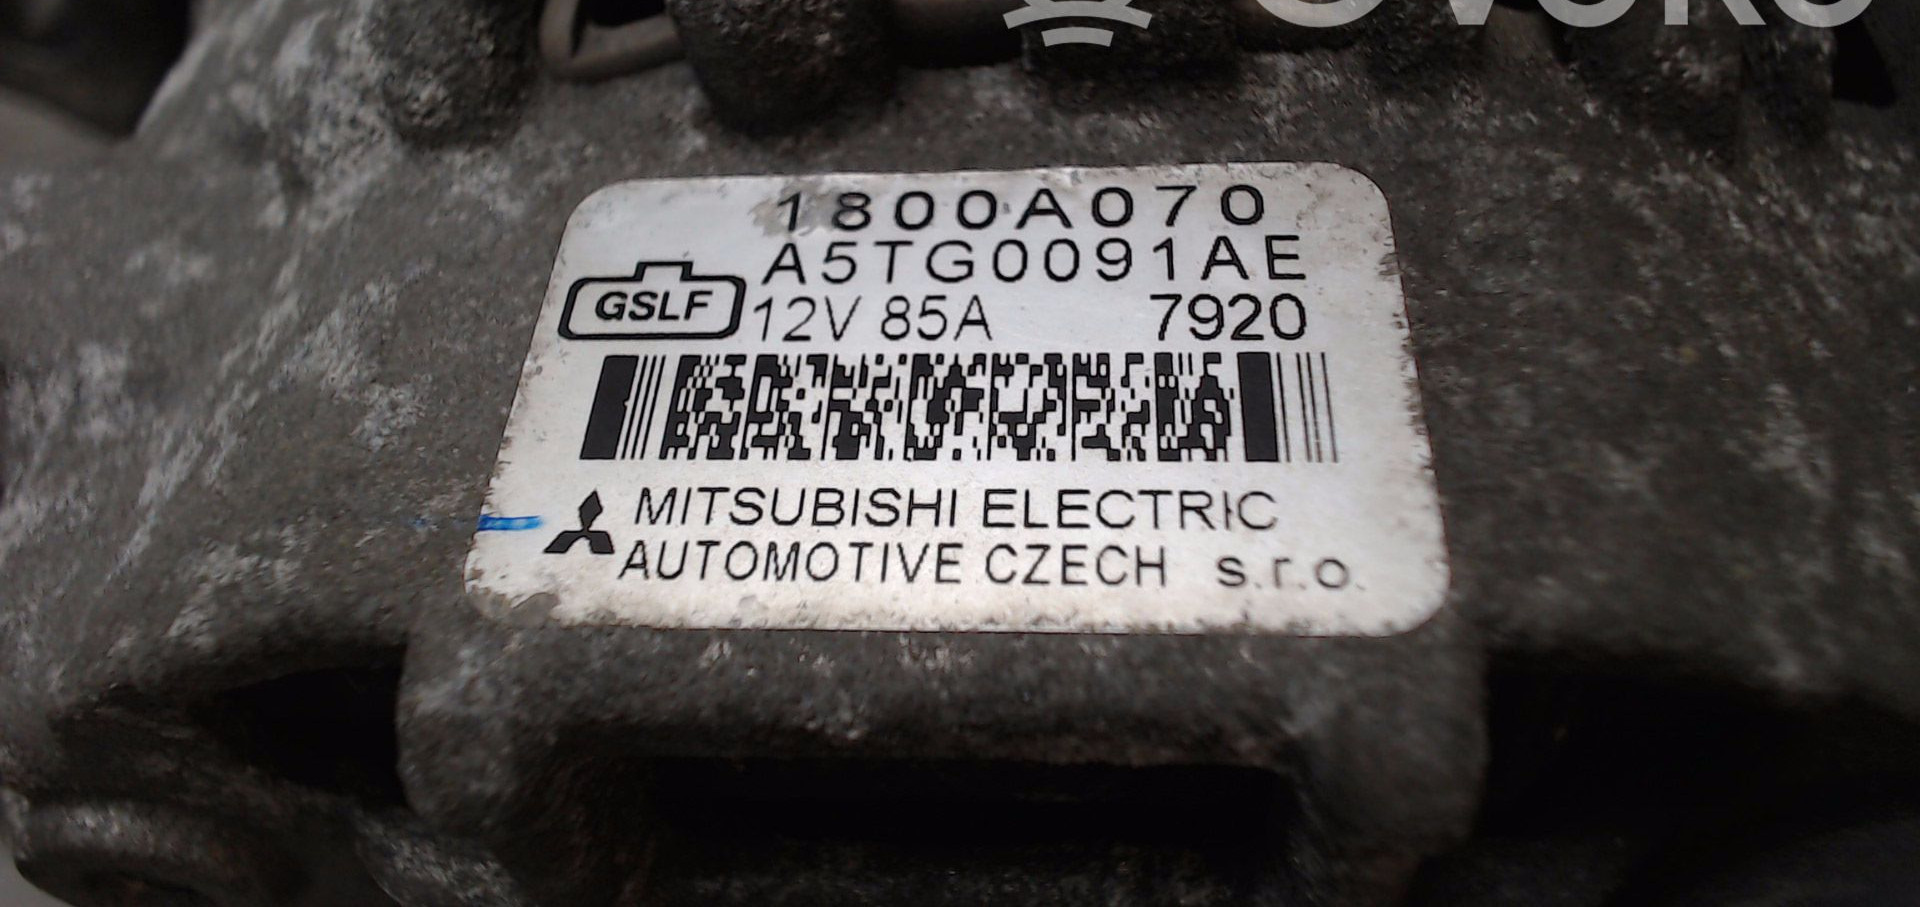 1800A070
A5TG0091AE
GSLF 12V 85A 7920
MITSUBISHI ELECTRIC
AUTOMOTIVE CZECH s.r.o.